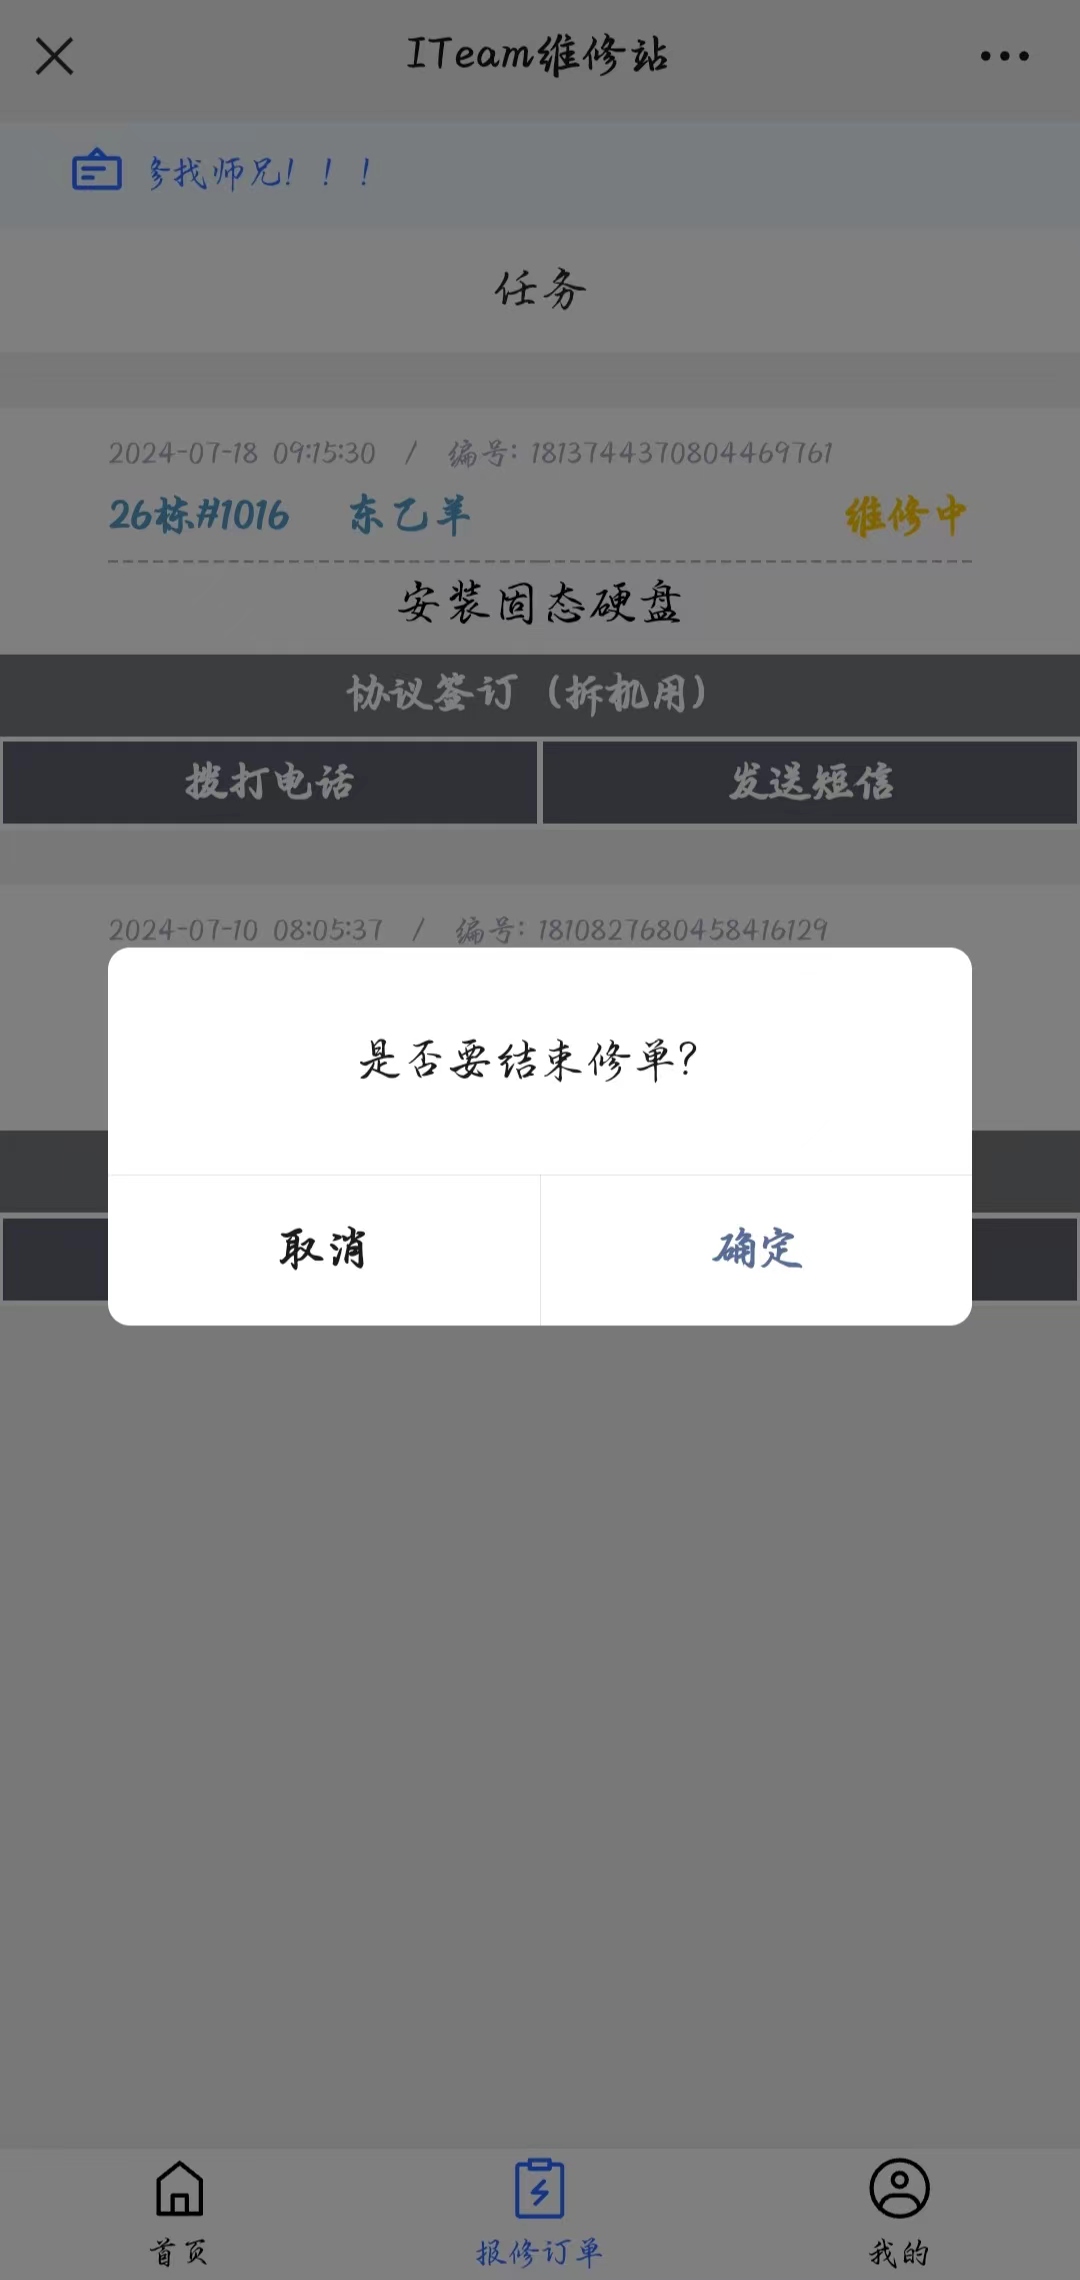 ITeam维修站
修找师兄！！！
任务
2024-07-18 09:15:30 / 编号: 1813744370804469761
26栋#1016 东乙羊 维修中
安装固态硬盘
协议签订（拆机用）
拨打电话 发送短信
2024-07-10 08:05:37 / 编号: 1810827680458416129
是否要结束修单?
取消 确定
首页 报修订单 我的